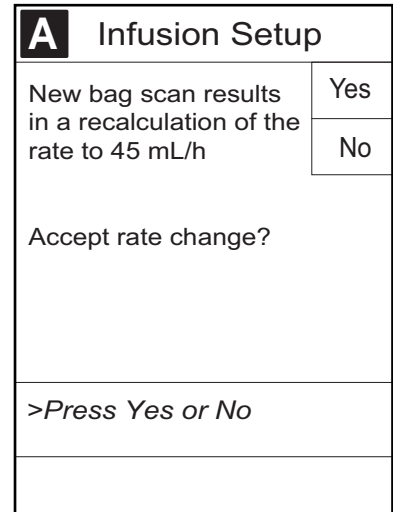 A Infusion Setup
New bag scan results
in a recalculation of the
rate to 45 mL/h
Yes
No
Accept rate change?
>Press Yes or No